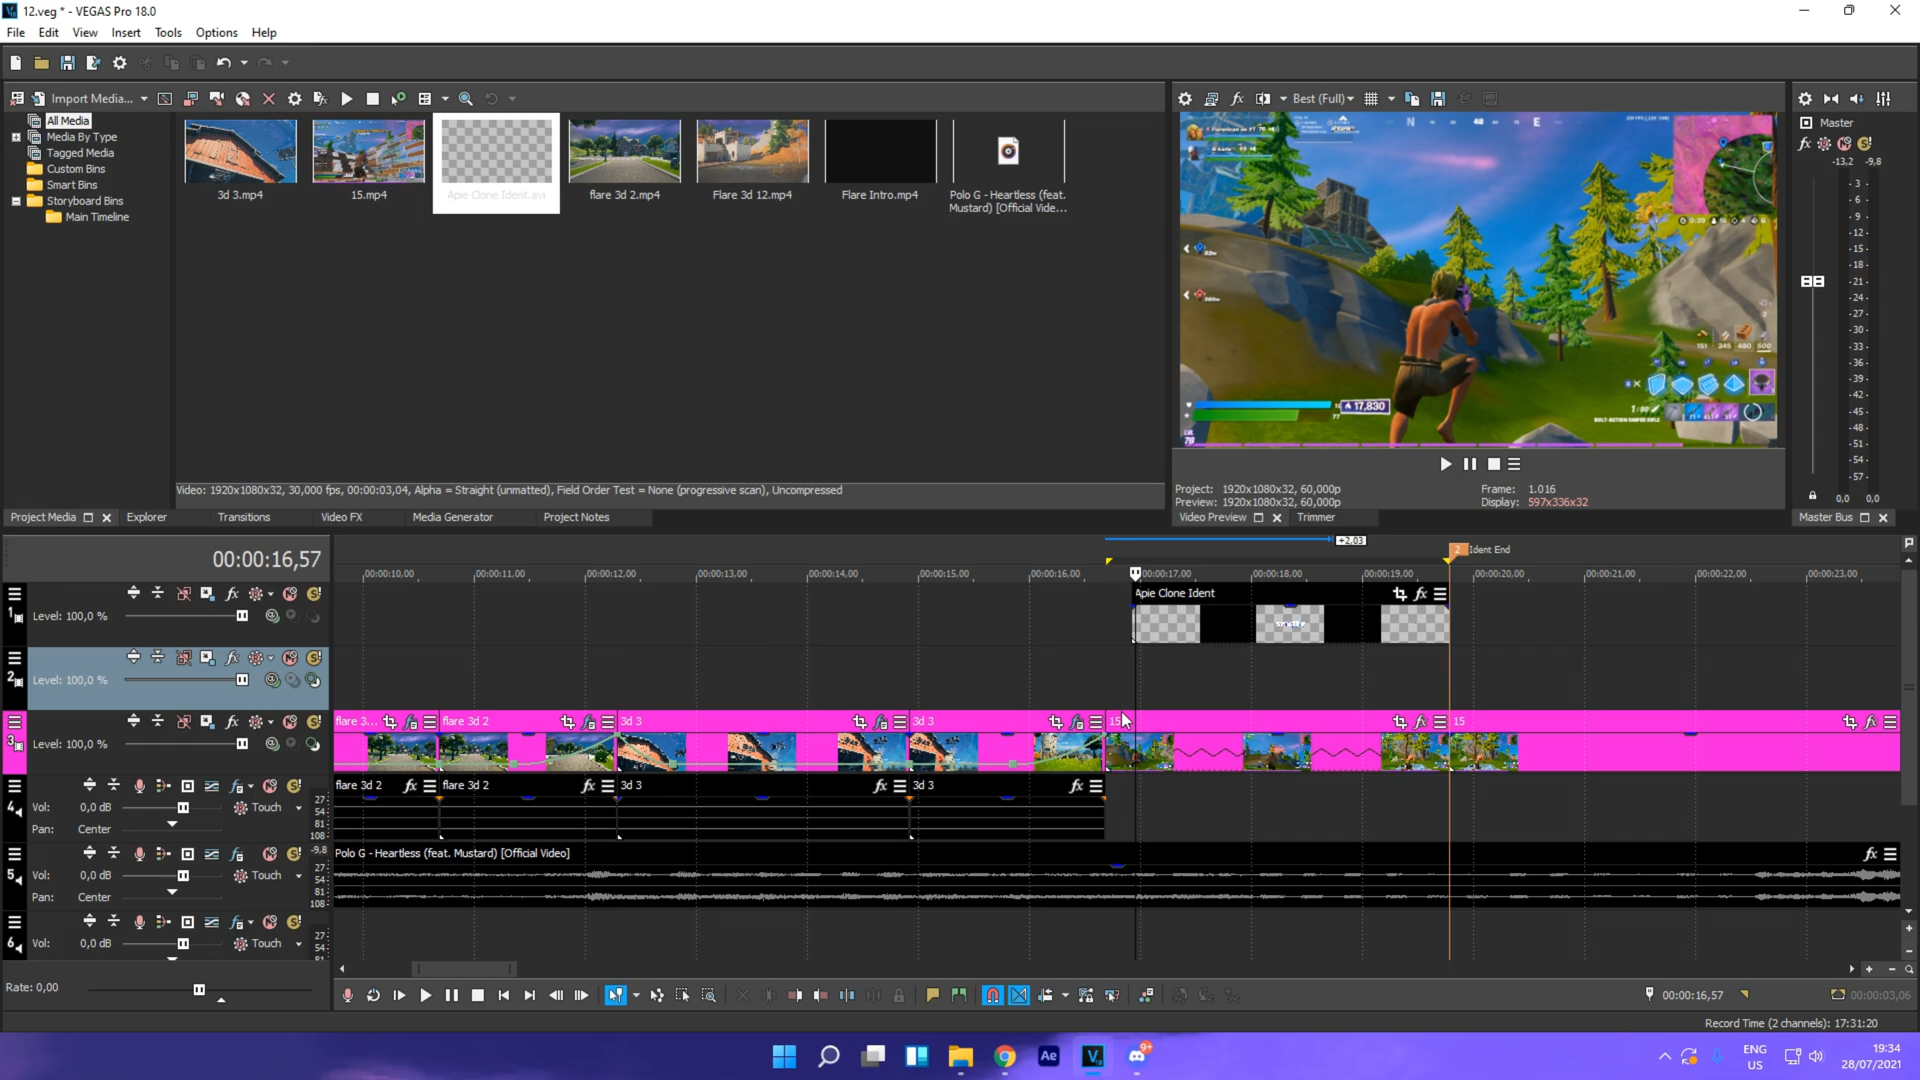 12.veg * - VEGAS Pro 18.0
File Edit View Insert Tools Options Help
Import Media...
Best (Full)
All Media
Media By Type
Tagged Media
Custom Bins
Smart Bins
Storyboard Bins
Main Timeline
3d 3.mp4
15.mp4
Apie Clone Ident.avi
flare 3d 2.mp4
Flare 3d 12.mp4
Flare Intro.mp4
Polo G - Heartless (feat.
Mustard) [Official Vide...
17,830
Master
-13,2 -9,8
-3-
-6-
-9-
-12-
-15-
-18-
-21-
-24-
-27-
-30-
-33-
-36-
-39-
-42-
-45-
-48-
-51-
-54-
-57-
0,0 0,0
Video: 1920x1080x32, 30,000 fps, 00:00:03,04, Alpha = Straight (unmatted), Field Order Test = None (progressive scan), Uncompressed
Project: 1920x1080x32, 60,000p
Preview: 1920x1080x32, 60,000p
Frame: 1.016
Display: 597x336x32
Project Media Explorer Transitions Video FX Media Generator Project Notes
Video Preview Trimmer
Master Bus
00:00:16,57
+2,03
2 Ident End
00:00:10,00 00:00:11,00 00:00:12,00 00:00:13,00 00:00:14,00 00:00:15,00 00:00:16,00 00:00:17,00 00:00:18,00 00:00:19,00 00:00:20,00 00:00:21,00 00:00:22,00 00:00:23,00
1 Level: 100,0 %
Apie Clone Ident
2 Level: 100,0 %
3 Level: 100,0 %
flare 3... flare 3d 2 3d 3 3d 3 15 15
flare 3d 2 flare 3d 2 3d 3 3d 3
4 Vol: 0,0 dB Touch
Pan: Center
27
54
81
108
-9,8
Polo G - Heartless (feat. Mustard) [Official Video]
5 Vol: 0,0 dB Touch
Pan: Center
27
54
81
108
6 Vol: 0,0 dB Touch
27
54
Rate: 0,00
00:00:16,57
00:00:03,06
Record Time (2 channels): 17:31:20
Ae
V
9+
ENG
US
19:34
28/07/2021